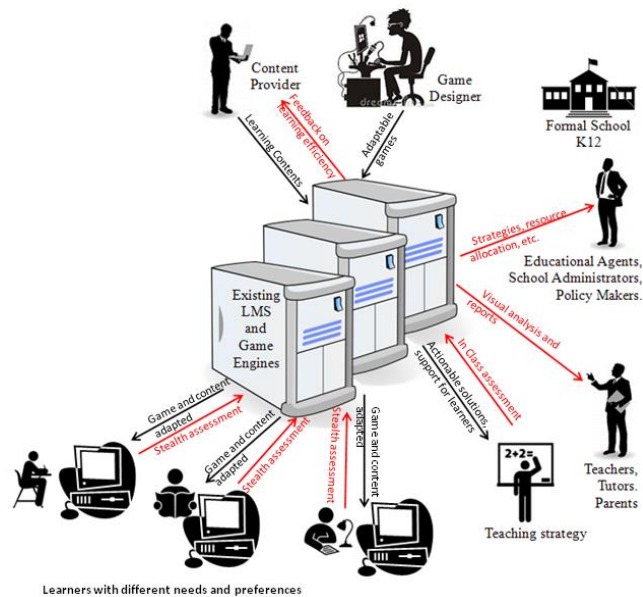 Content
Provider
Game
Designer
Formal School
K12
Feedback on
learning efficiency
Learning Contents
Adaptable
games
Strategies, resource
allocation, etc.
Educational Agents,
School Administrators,
Policy Makers.
Existing
LMS
and
Game
Engines
Visual analysis and
reports
In Class assessment
Actionable solutions,
support for learners
Game and content
adapted
Stealth assessment
Game and content
adapted
Stealth assessment
Stealth assessment
Game and content
adapted
2+2=
Teaching strategy
Teachers,
Tutors.
Parents
Learners with different needs and preferences